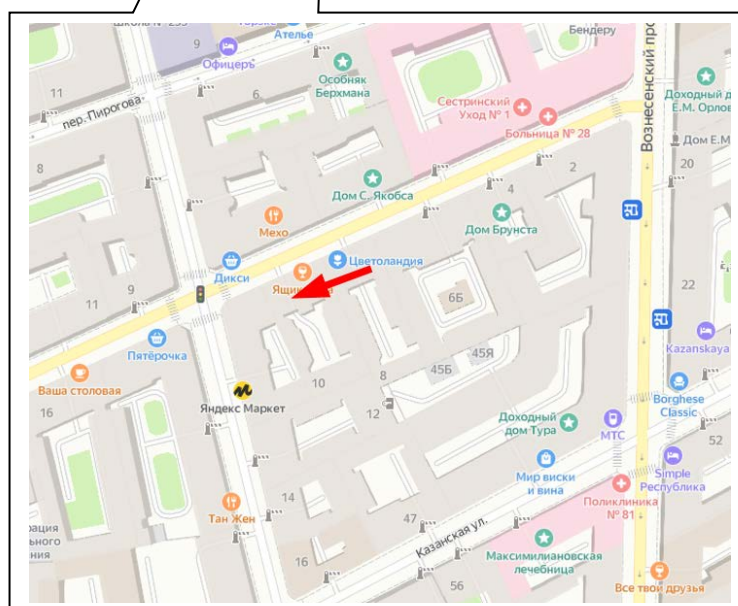 9
Ателье
Офицеръ
Бендеру
Вознесенский про
Особняк
Берхмана
11
6
пер. Пирогова
Сестринский
Уход № 1
Больница № 28
Доходный д
Е.М. Орлов
Дом Е.М.
8
2
20
4
Дом С. Якобса
Мехо
Дом Брунста
Дикси
Цветоландия
9
11
6Б
22
Пятёрочка
45Б
45Я
Kazanskaya
Ваша столовая
10
8
Яндекс Маркет
12
16
Borghese
Classic
Доходный
дом Тура
МТС
52
Мир виски
и вина
Simple
Республика
Поликлиника
№ 81
14
Тан Жен
47
Казанская ул.
16
Максимилиановская
лечебница
56
Все твои друзья